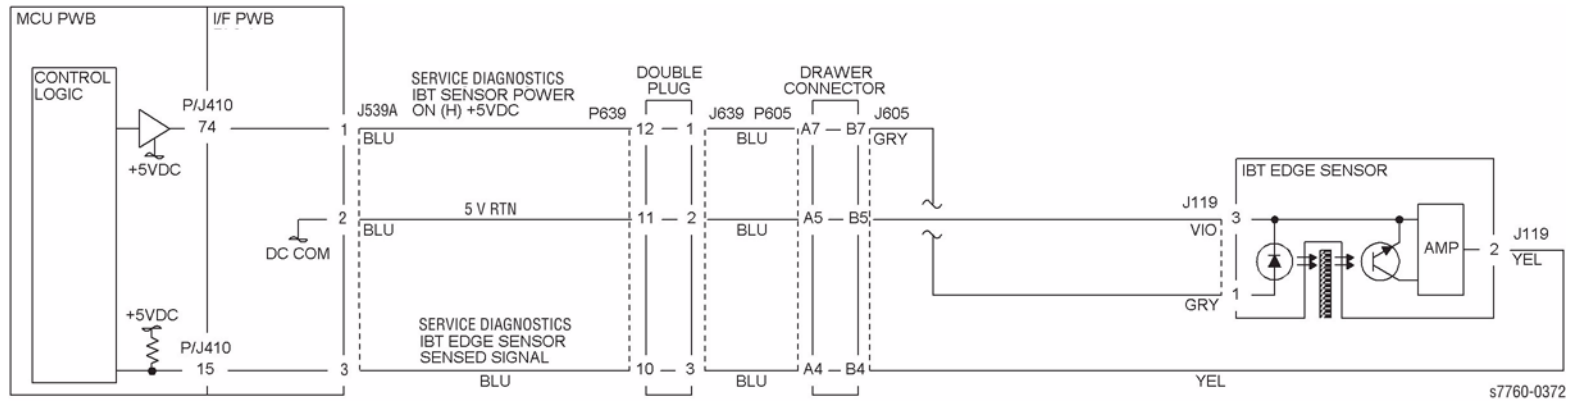 MCU PWB
I/F PWB
CONTROL
LOGIC
P/J410
74
+5VDC
J539A
1
BLU
SERVICE DIAGNOSTICS
IBT SENSOR POWER
ON (H) +5VDC
P639
DOUBLE
PLUG
12
1
J639
BLU
P605
DRAWER
CONNECTOR
A7
B7
J605
GRY
DC COM
2
BLU
5 V RTN
11
2
BLU
A5
B5
J119
VIO
3
IBT EDGE SENSOR
AMP
2
J119
YEL
GRY
1
+5VDC
P/J410
15
3
SERVICE DIAGNOSTICS
IBT EDGE SENSOR
SENSED SIGNAL
BLU
10
3
BLU
A4
B4
YEL
s7760-0372